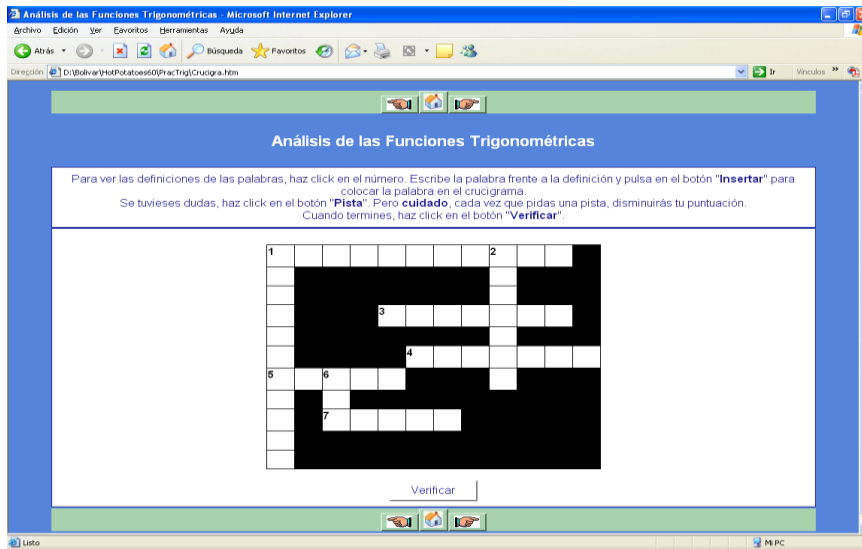 Análisis de las Funciones Trigonométricas - Microsoft Internet Explorer
Archivo Edición Ver Favoritos Herramientas Ayuda
Atrás Búsqueda Favoritos
Dirección D:\Bolivar\HotPotatoes60\PracTrig\Crucigra.htm Ir Vínculos »
Análisis de las Funciones Trigonométricas
Para ver las definiciones de las palabras, haz click en el número. Escribe la palabra frente a la definición y pulsa en el botón "Insertar" para
colocar la palabra en el crucigrama.
Se tuvieses dudas, haz click en el botón "Pista". Pero cuidado, cada vez que pidas una pista, disminuirás tu puntuación.
Cuando termines, haz click en el botón "Verificar".
1 2
3
4
5 6
7
Verificar
Listo Mi PC